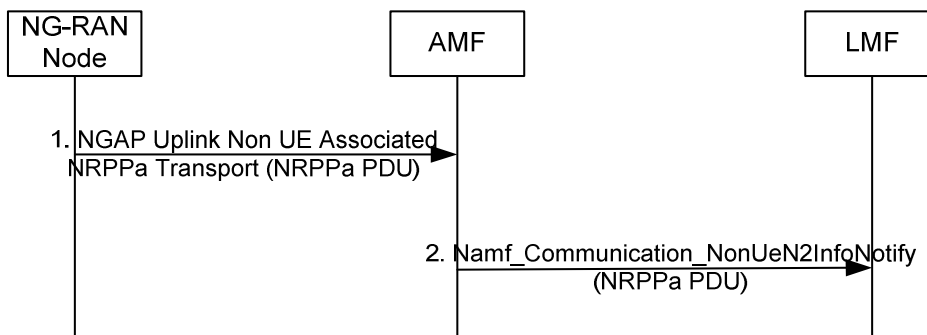 NG-RAN
Node
AMF
LMF
1. NGAP Uplink Non UE Associated
NRPPa Transport (NRPPa PDU)
2. Namf_Communication_NonUeN2InfoNotify
(NRPPa PDU)